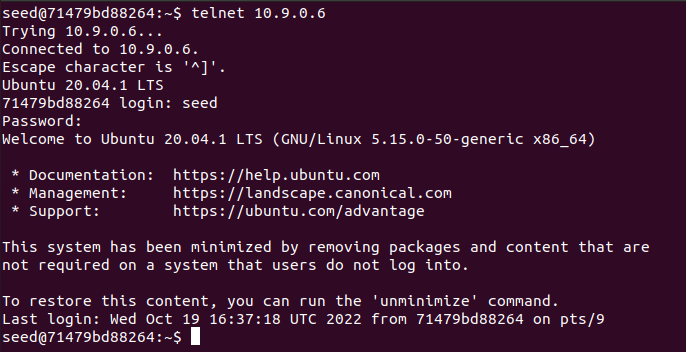 seed@71479bd88264:~$ telnet 10.9.0.6
Trying 10.9.0.6...
Connected to 10.9.0.6.
Escape character is '^]'.
Ubuntu 20.04.1 LTS
71479bd88264 login: seed
Password:
Welcome to Ubuntu 20.04.1 LTS (GNU/Linux 5.15.0-50-generic x86_64)
 * Documentation:  https://help.ubuntu.com
 * Management:     https://landscape.canonical.com
 * Support:        https://ubuntu.com/advantage
This system has been minimized by removing packages and content that are
not required on a system that users do not log into.
To restore this content, you can run the 'unminimize' command.
Last login: Wed Oct 19 16:37:18 UTC 2022 from 71479bd88264 on pts/9
seed@71479bd88264:~$